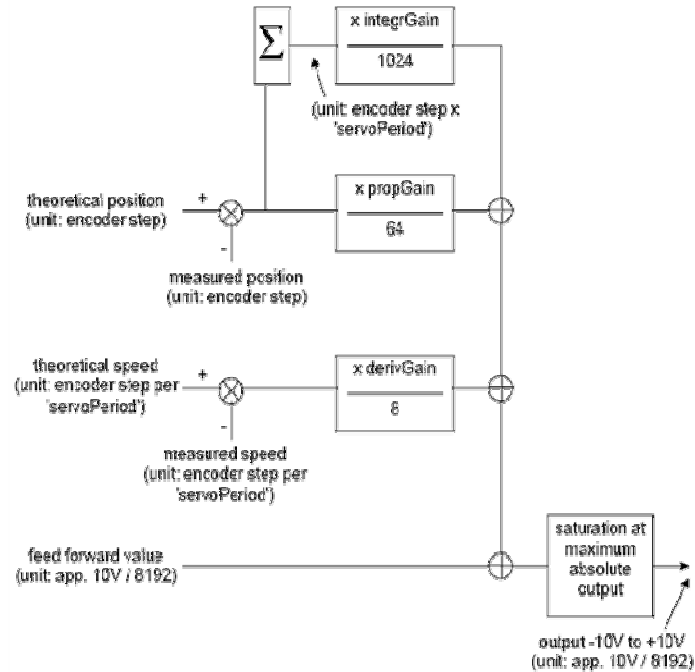 x integrGain
Σ
1024
(unit: encoder step x
'servoPeriod')
x propGain
theoretical position
(unit: encoder step)
+
64
-
measured position
(unit: encoder step)
theoretical speed
(unit: encoder step per
'servoPeriod')
+
x derivGain
8
-
measured speed
(unit: encoder step per
'servoPeriod')
feed forward value
(unit: app. 10V / 8192)
saturation at
maximum
absolute
output
output -10V to +10V
(unit: app. 10V / 8192)